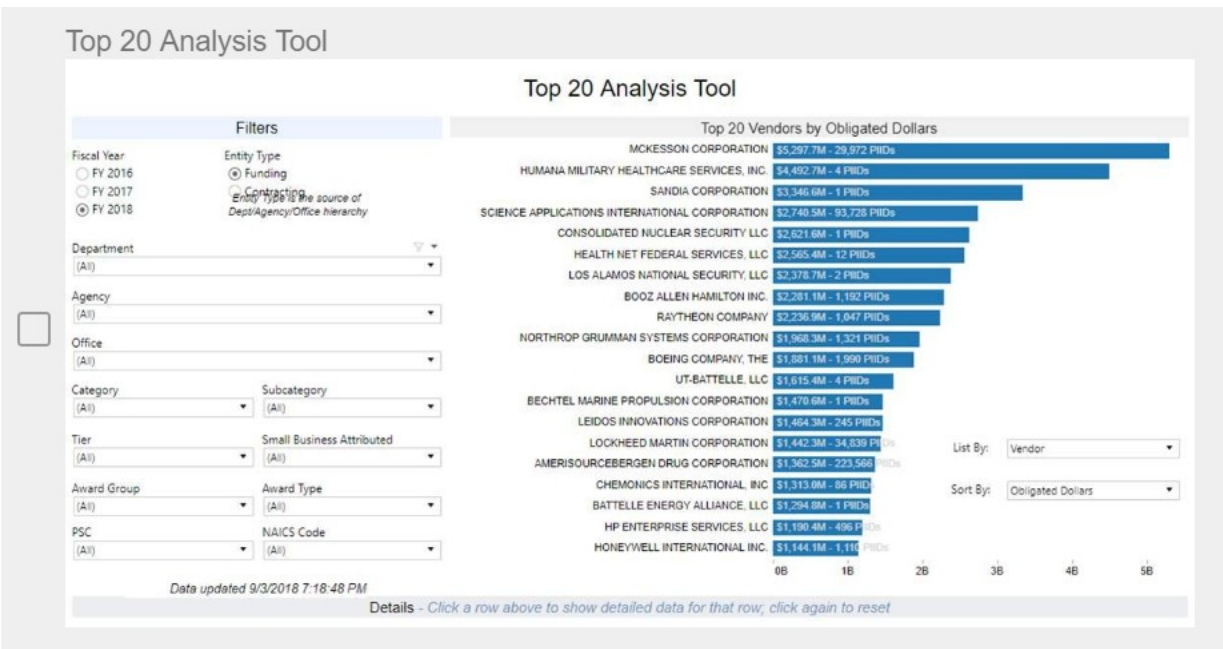 Top 20 Analysis Tool
Top 20 Analysis Tool
Filters
Fiscal Year
FY 2016
FY 2017
FY 2018
Entity Type
Funding
Contracting
Entity Type is the source of
Dept/Agency/Office hierarchy
Department
(All)
Agency
(All)
Office
(All)
Category
(All)
Subcategory
(All)
Tier
(All)
Small Business Attributed
(All)
Award Group
(All)
Award Type
(All)
PSC
(All)
NAICS Code
(All)
Data updated 9/3/2018 7:18:48 PM
Top 20 Vendors by Obligated Dollars
MCKESSON CORPORATION $5,297.7M - 29,972 PIIDs
HUMANA MILITARY HEALTHCARE SERVICES, INC. $4,492.7M - 4 PIIDs
SANDIA CORPORATION $3,346.6M - 1 PIIDs
SCIENCE APPLICATIONS INTERNATIONAL CORPORATION $2,740.5M - 93,728 PIIDs
CONSOLIDATED NUCLEAR SECURITY LLC $2,621.6M - 1 PIIDs
HEALTH NET FEDERAL SERVICES, LLC $2,565.4M - 12 PIIDs
LOS ALAMOS NATIONAL SECURITY, LLC $2,378.7M - 2 PIIDs
BOOZ ALLEN HAMILTON INC. $2,281.1M - 1,192 PIIDs
RAYTHEON COMPANY $2,236.9M - 1,047 PIIDs
NORTHROP GRUMMAN SYSTEMS CORPORATION $1,968.3M - 1,321 PIIDs
BOEING COMPANY, THE $1,881.1M - 1,990 PIIDs
UT-BATTELLE, LLC $1,615.4M - 4 PIIDs
BECHTEL MARINE PROPULSION CORPORATION $1,470.6M - 1 PIIDs
LEIDOS INNOVATIONS CORPORATION $1,464.3M - 245 PIIDs
LOCKHEED MARTIN CORPORATION $1,442.3M - 34,839 PIIDs
AMERISOURCEBERGEN DRUG CORPORATION $1,362.5M - 223,566 PIIDs
CHEMONICS INTERNATIONAL, INC $1,313.0M - 86 PIIDs
BATTELLE ENERGY ALLIANCE, LLC $1,294.8M - 1 PIIDs
HP ENTERPRISE SERVICES, LLC $1,190.4M - 496 PIIDs
HONEYWELL INTERNATIONAL INC. $1,144.1M - 1,110 PIIDs
List By: Vendor
Sort By: Obligated Dollars
0B 1B 2B 3B 4B 5B
Details - Click a row above to show detailed data for that row; click again to reset